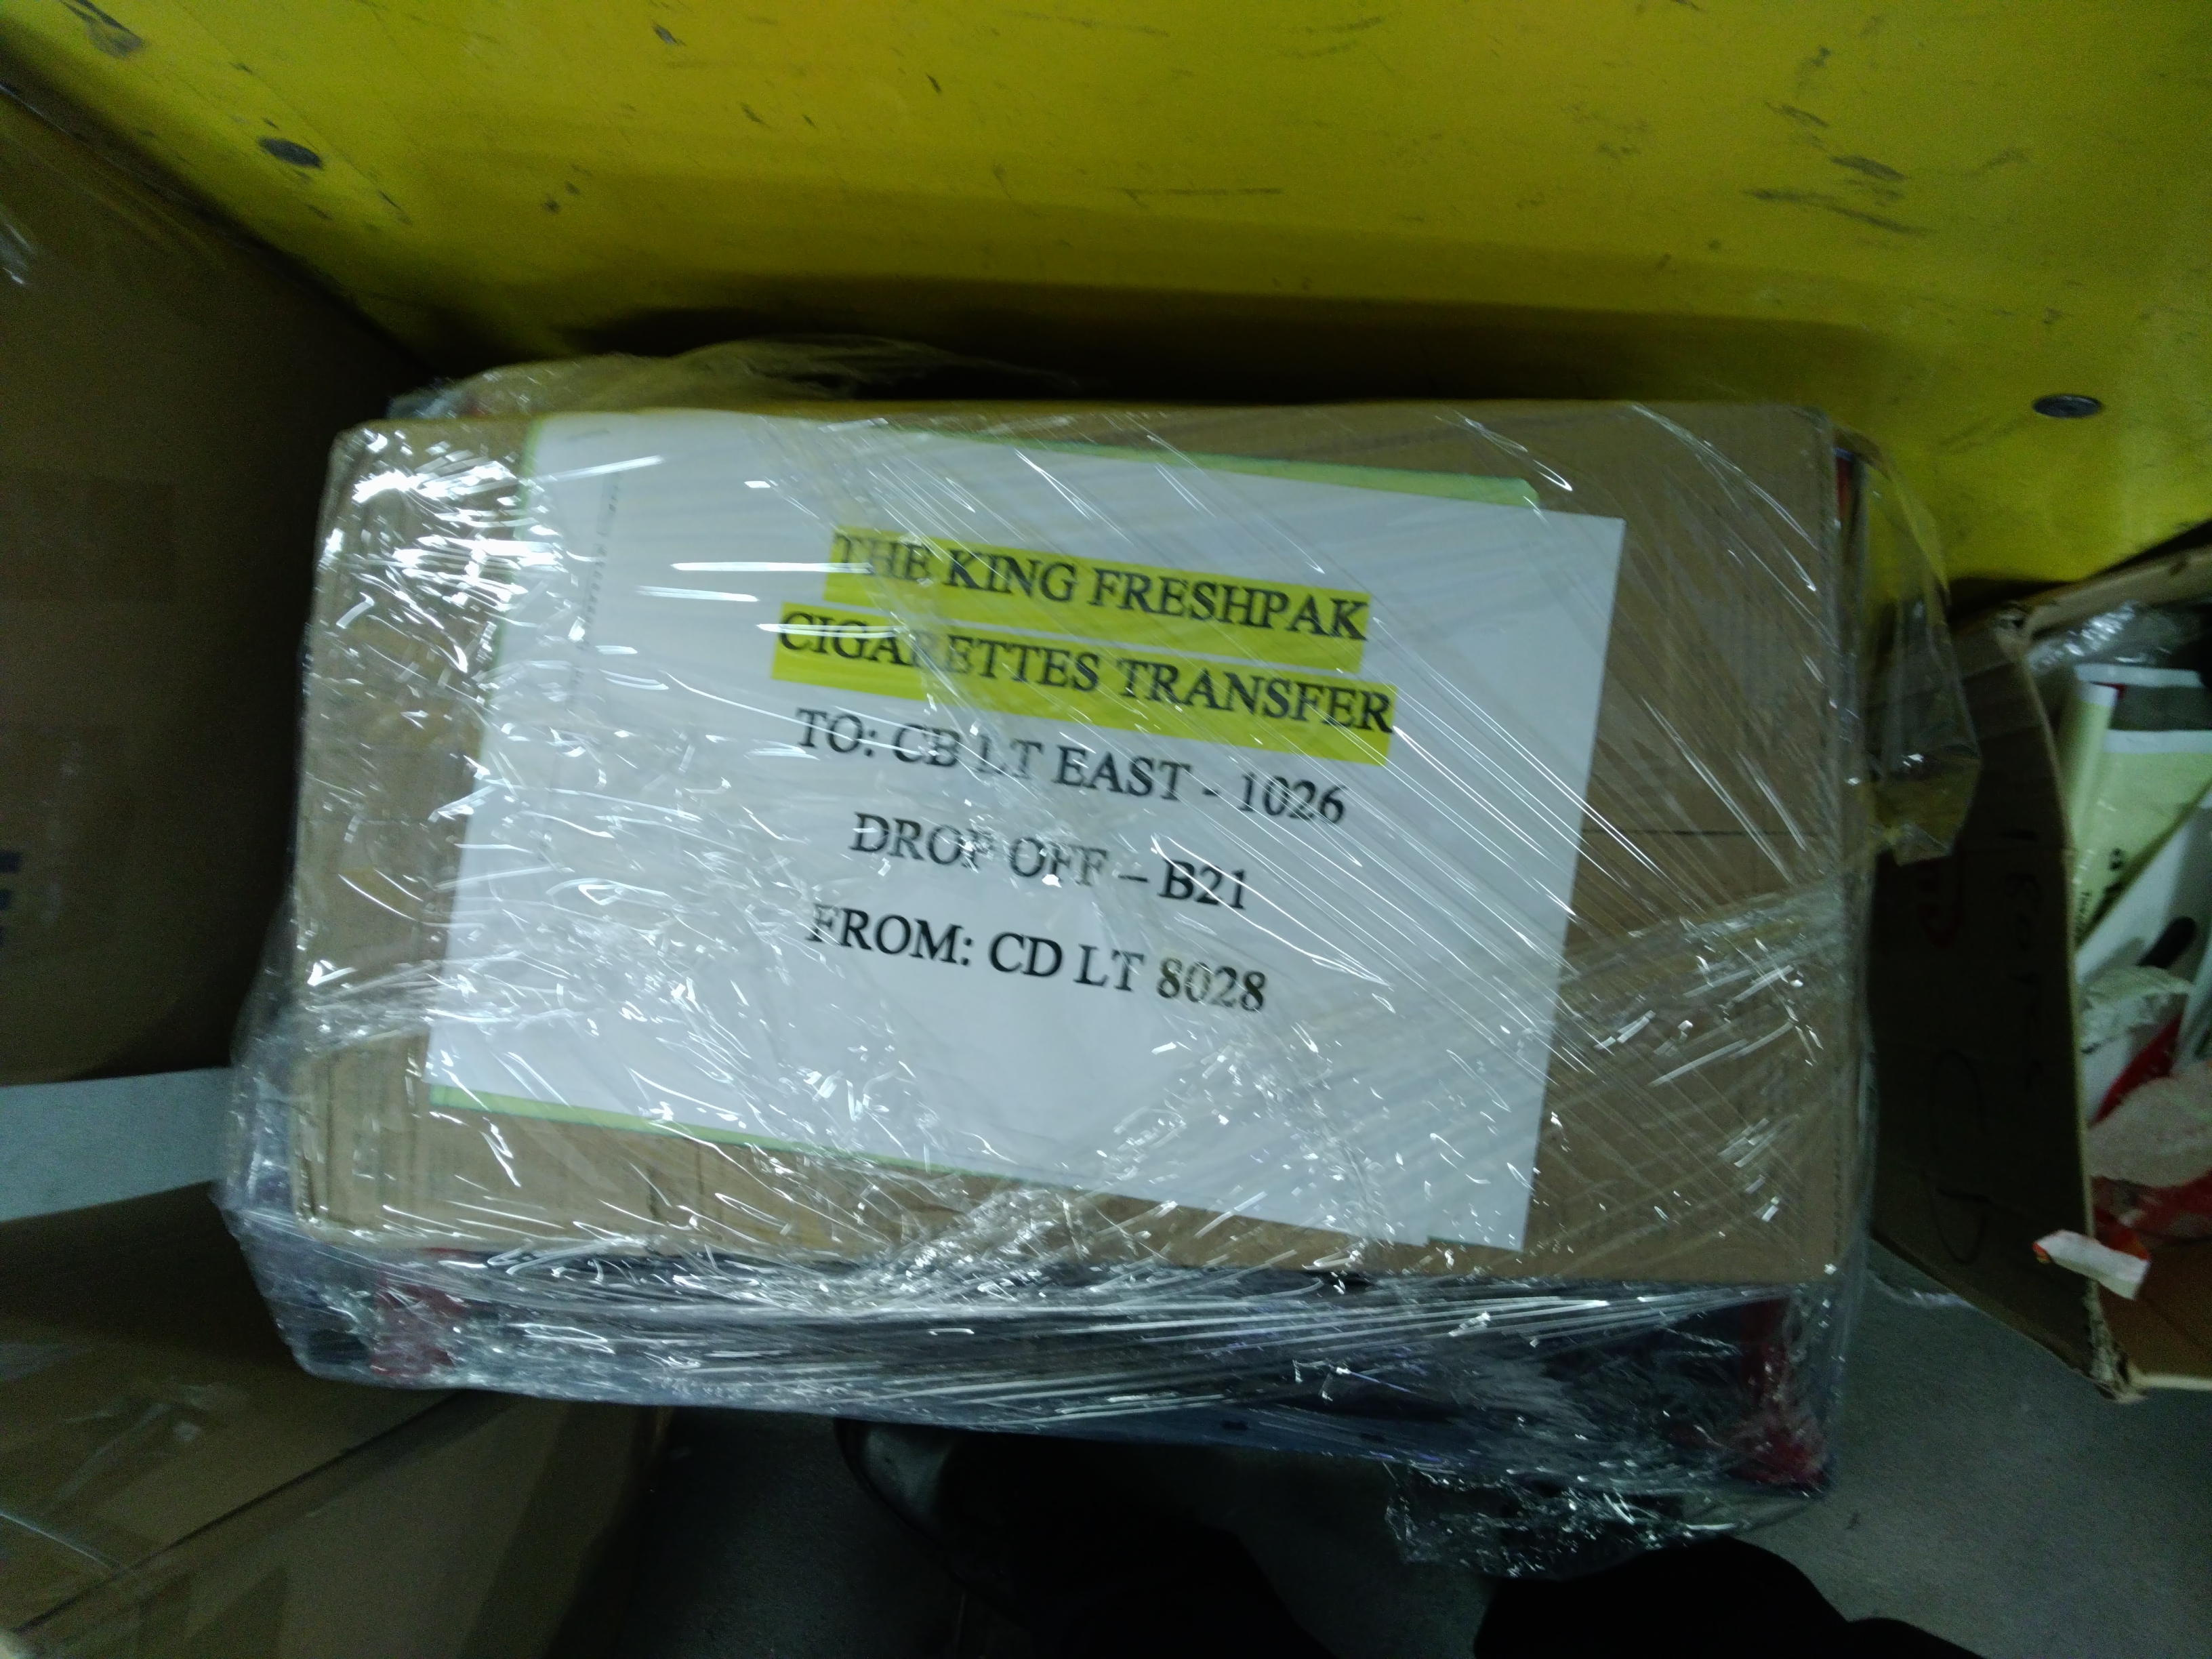 THE KING FRESHPAK
CIGARETTES TRANSFER
TO: CB LT EAST - 1026
DROP OFF – B21
FROM: CD LT 8028